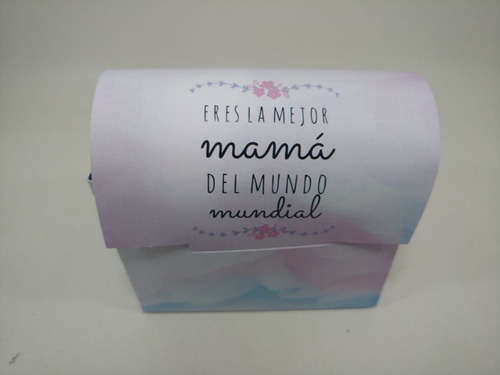 ERES LA MEJOR
mamá
DEL MUNDO
mundial